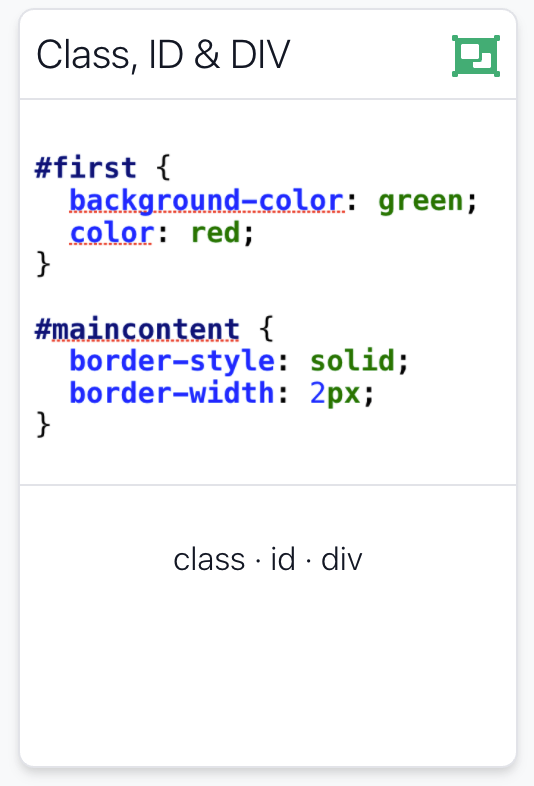 Class, ID & DIV
#first {
  background-color: green;
  color: red;
}
#maincontent {
  border-style: solid;
  border-width: 2px;
}
class · id · div